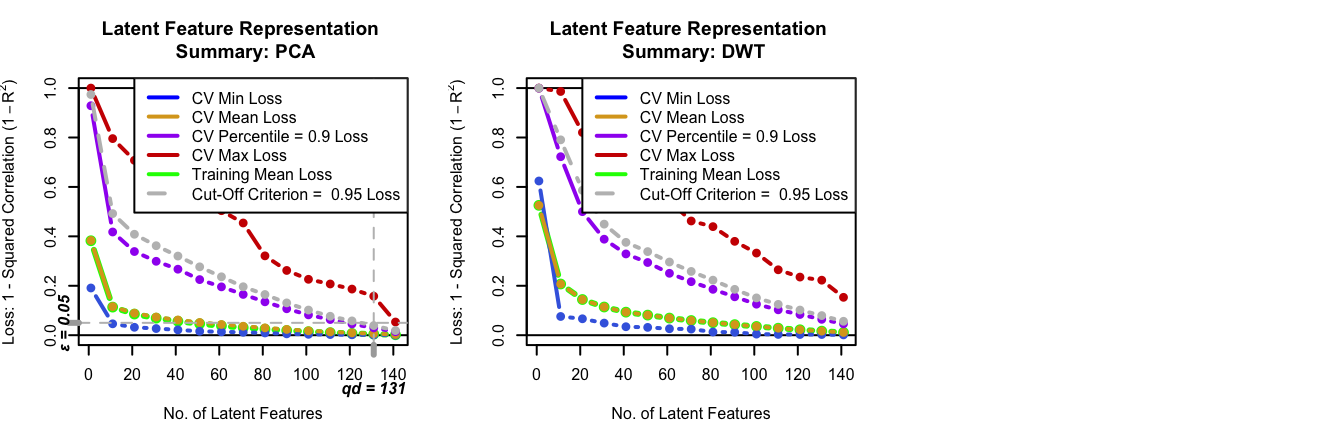 Latent Feature Representation
Summary: PCA
Loss: 1 - Squared Correlation (1 − R²)
1.0
0.8
0.6
0.4
0.2
0.0
ε = 0.05
CV Min Loss
CV Mean Loss
CV Percentile = 0.9 Loss
CV Max Loss
Training Mean Loss
Cut-Off Criterion = 0.95 Loss
0 20 40 60 80 100 120 140
qd = 131
No. of Latent Features
Latent Feature Representation
Summary: DWT
Loss: 1 - Squared Correlation (1 − R²)
1.0
0.8
0.6
0.4
0.2
0.0
CV Min Loss
CV Mean Loss
CV Percentile = 0.9 Loss
CV Max Loss
Training Mean Loss
Cut-Off Criterion = 0.95 Loss
0 20 40 60 80 100 120 140
No. of Latent Features